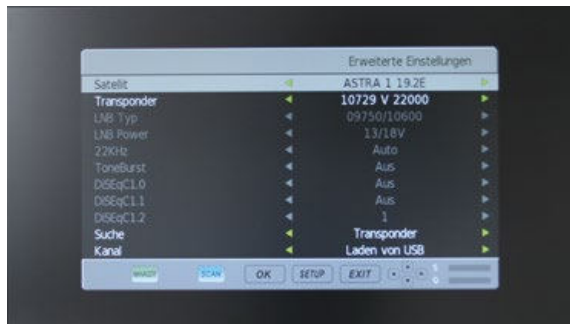 Erweiterte Einstellungen
Satellit ASTRA 1 19.2E
Transponder 10729 V 22000
LNB Typ 09750/10600
LNB Power 13/18V
22KHz Auto
ToneBurst Aus
DiSEqC1.0 Aus
DiSEqC1.1 Aus
DiSEqC1.2 1
Suche Transponder
Kanal Laden von USB
SCAN OK SETUP EXIT